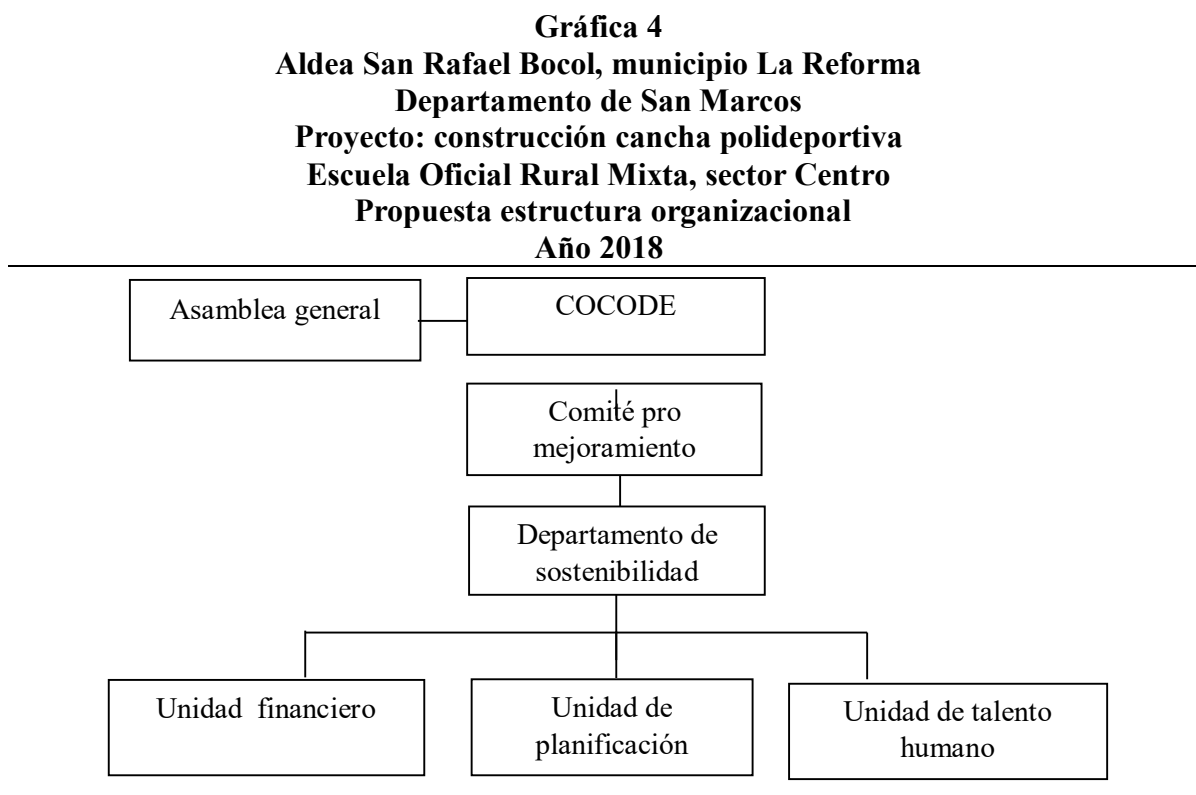 Gráfica 4
Aldea San Rafael Bocol, municipio La Reforma
Departamento de San Marcos
Proyecto: construcción cancha polideportiva
Escuela Oficial Rural Mixta, sector Centro
Propuesta estructura organizacional
Año 2018
Asamblea general
COCODE
Comité pro
mejoramiento
Departamento de
sostenibilidad
Unidad financiero
Unidad de
planificación
Unidad de talento
humano